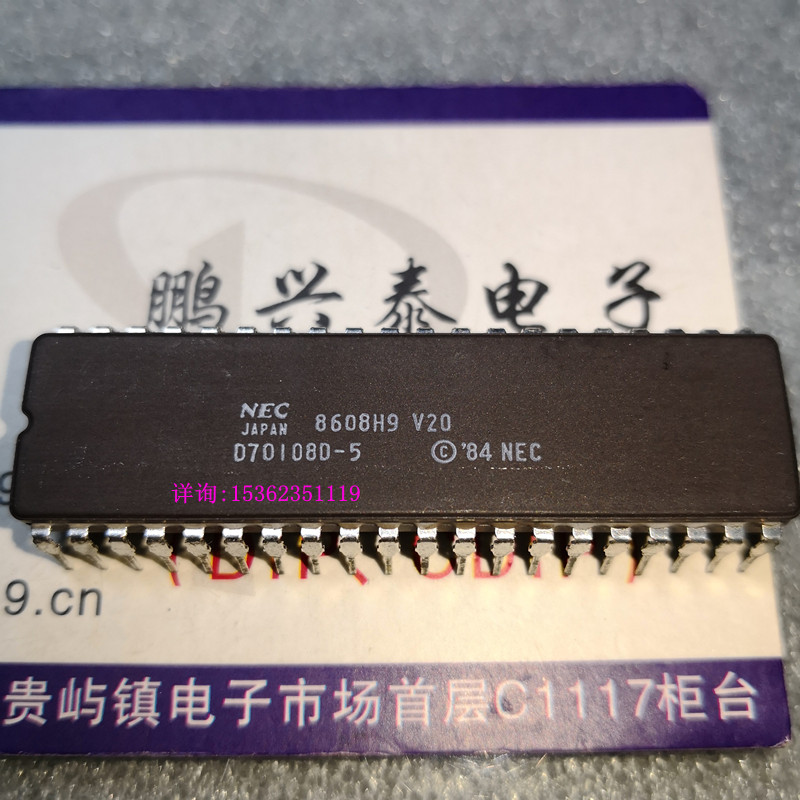 鹏兴泰电子
NEC
JAPAN
8608H9 V20
D70108D-5 ©'84 NEC
详询:15362351119
9.cn
贵屿镇电子市场首层C1117柜台